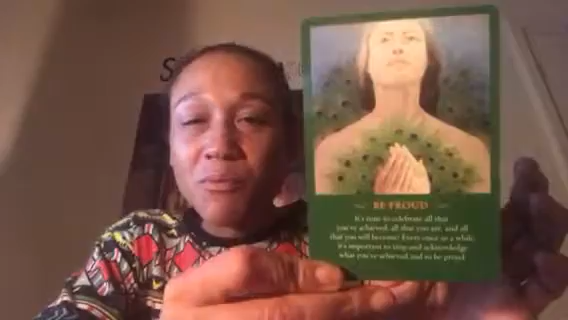 S
BE PROUD
It's time to celebrate all that
you've achieved, all that you are, and all
that you will become! Every once in a while,
it's important to stop and acknowledge
what you've achieved and to be proud.